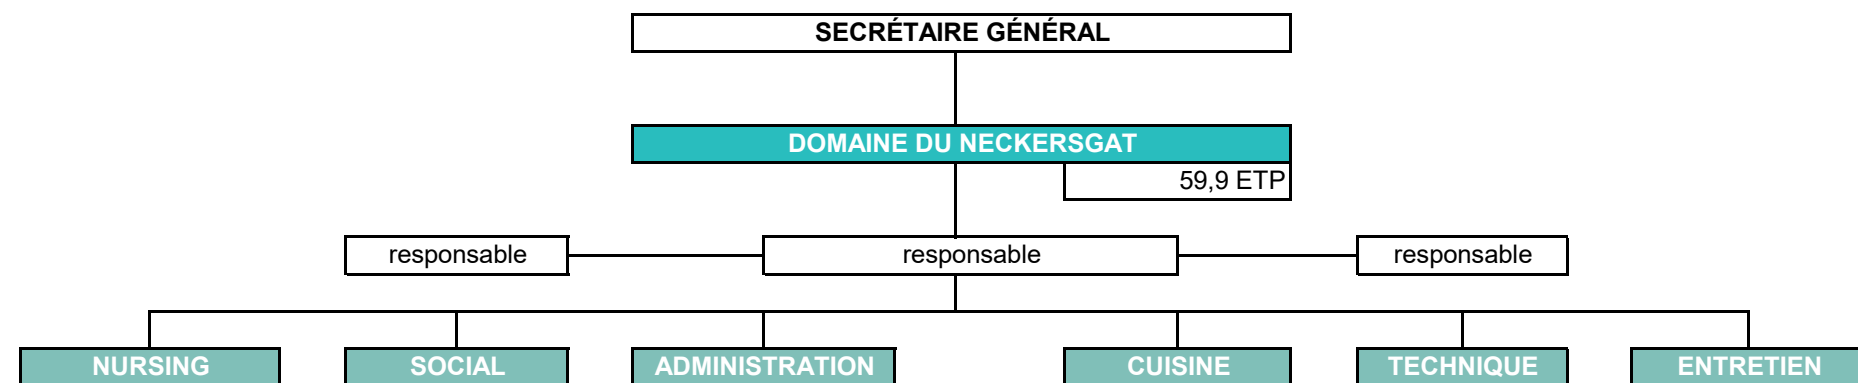 SECRÉTAIRE GÉNÉRAL
DOMAINE DU NECKERSGAT
59,9 ETP
responsable responsable responsable
NURSING SOCIAL ADMINISTRATION CUISINE TECHNIQUE ENTRETIEN